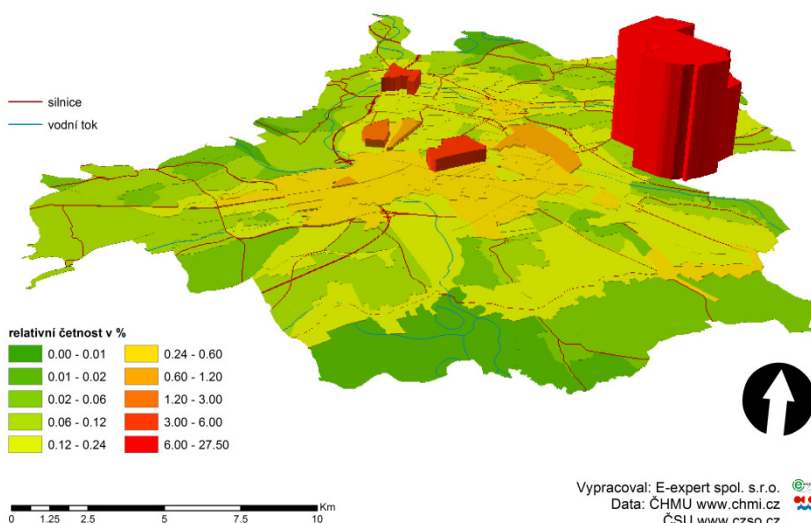 silnice
vodní tok
relativní četnost v %
0.00 - 0.01
0.01 - 0.02
0.02 - 0.06
0.06 - 0.12
0.12 - 0.24
0.24 - 0.60
0.60 - 1.20
1.20 - 3.00
3.00 - 6.00
6.00 - 27.50
Km
0 1.25 2.5 5 7.5 10
Vypracoval: E-expert spol. s.r.o.
Data: ČHMU www.chmi.cz
ČSU www.czso.cz